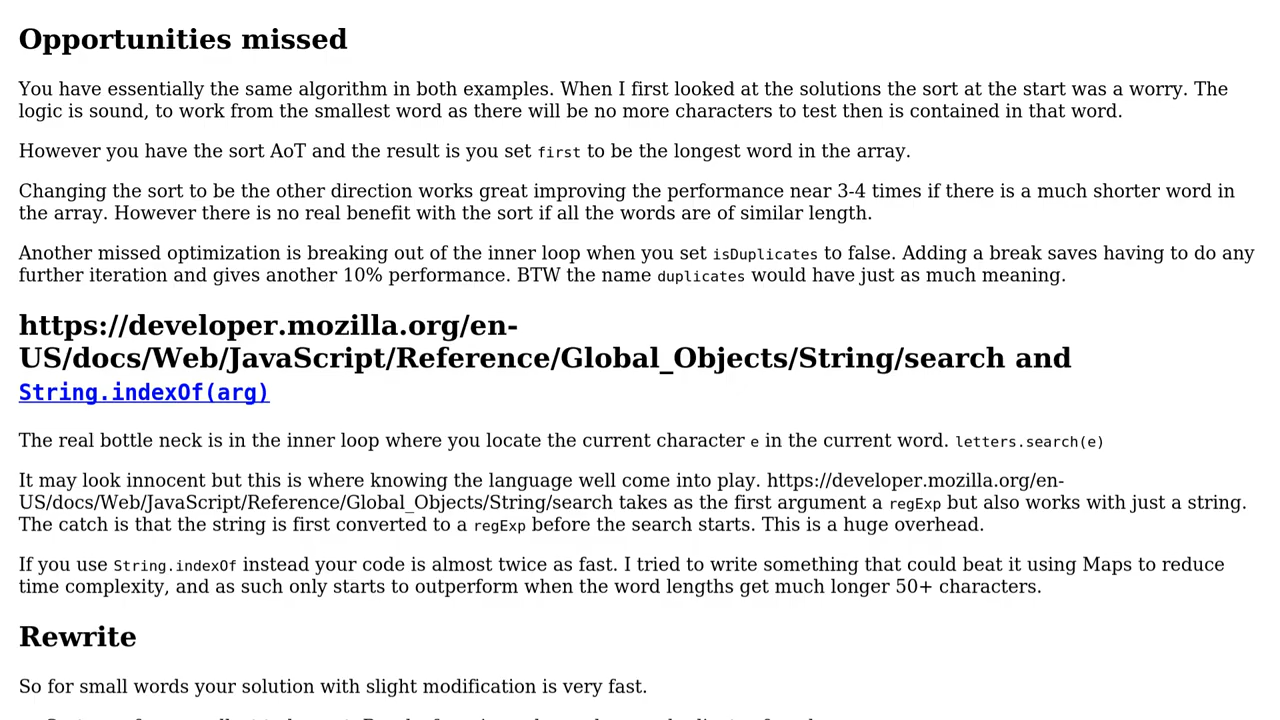 Opportunities missed
You have essentially the same algorithm in both examples. When I first looked at the solutions the sort at the start was a worry. The
logic is sound, to work from the smallest word as there will be no more characters to test then is contained in that word.
However you have the sort AoT and the result is you set first to be the longest word in the array.
Changing the sort to be the other direction works great improving the performance near 3-4 times if there is a much shorter word in
the array. However there is no real benefit with the sort if all the words are of similar length.
Another missed optimization is breaking out of the inner loop when you set isDuplicates to false. Adding a break saves having to do any
further iteration and gives another 10% performance. BTW the name duplicates would have just as much meaning.
https://developer.mozilla.org/en-
US/docs/Web/JavaScript/Reference/Global_Objects/String/search and
String.indexOf(arg)
The real bottle neck is in the inner loop where you locate the current character e in the current word. letters.search(e)
It may look innocent but this is where knowing the language well come into play. https://developer.mozilla.org/en-
US/docs/Web/JavaScript/Reference/Global_Objects/String/search takes as the first argument a regExp but also works with just a string.
The catch is that the string is first converted to a regExp before the search starts. This is a huge overhead.
If you use String.indexOf instead your code is almost twice as fast. I tried to write something that could beat it using Maps to reduce
time complexity, and as such only starts to outperform when the word lengths get much longer 50+ characters.
Rewrite
So for small words your solution with slight modification is very fast.